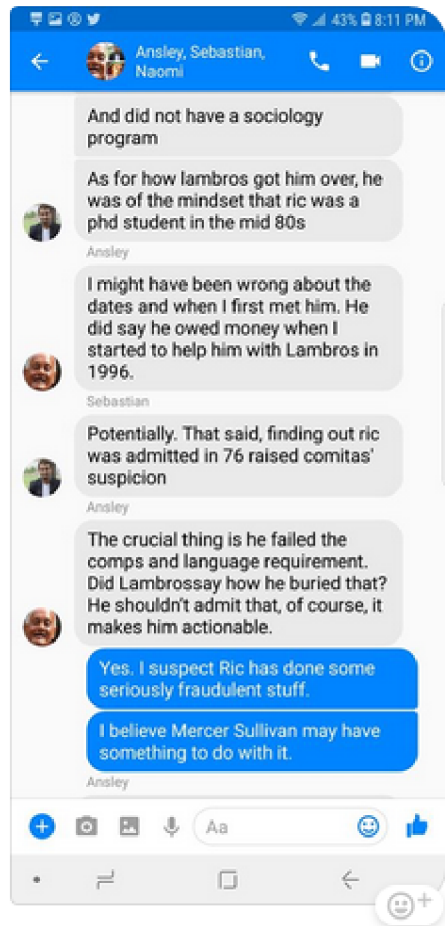 43% 8:11 PM
Ansley, Sebastian,
Naomi
And did not have a sociology
program
As for how lambros got him over, he
was of the mindset that ric was a
phd student in the mid 80s
Ansley
I might have been wrong about the
dates and when I first met him. He
did say he owed money when I
started to help him with Lambros in
1996.
Sebastian
Potentially. That said, finding out ric
was admitted in 76 raised comitas'
suspicion
Ansley
The crucial thing is he failed the
comps and language requirement.
Did Lambrossay how he buried that?
He shouldn't admit that, of course, it
makes him actionable.
Yes. I suspect Ric has done some
seriously fraudulent stuff.
I believe Mercer Sullivan may have
something to do with it.
Ansley
Aa